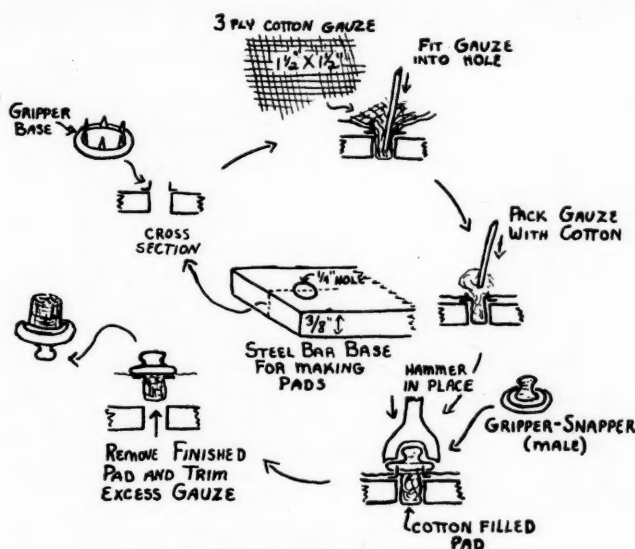 3 PLY COTTON GAUZE
1½" X 1½"
FIT GAUZE
INTO HOLE
GRIPPER
BASE
CROSS
SECTION
PACK GAUZE
WITH COTTON
¼" HOLE
3/8"
STEEL BAR BASE
FOR MAKING
PADS
HAMMER
IN PLACE
GRIPPER-SNAPPER
(MALE)
REMOVE FINISHED
PAD AND TRIM
EXCESS GAUZE
COTTON FILLED
PAD